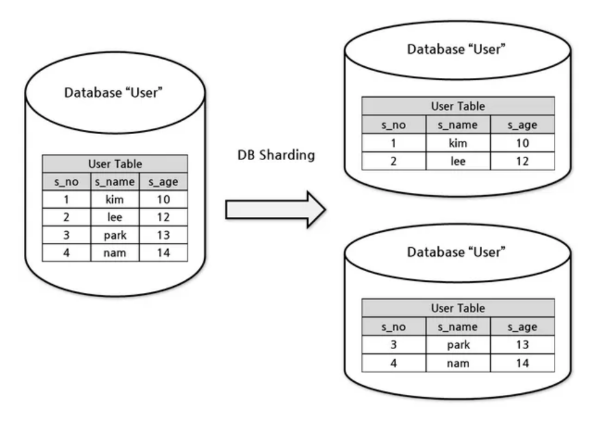 Database “User”
User Table
s_no s_name s_age
1 kim 10
2 lee 12
3 park 13
4 nam 14
DB Sharding
Database “User”
User Table
s_no s_name s_age
1 kim 10
2 lee 12
Database “User”
User Table
s_no s_name s_age
3 park 13
4 nam 14